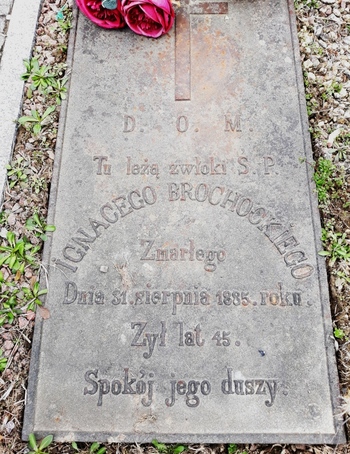 D. O. M.
Tu leżą zwłoki Ś. P.
IGNACEGO BROCHOCKIEGO
Zmarłego
Dnia 31. sierpnia 1885. roku.
Żył lat 45.
Spokój jego duszy.